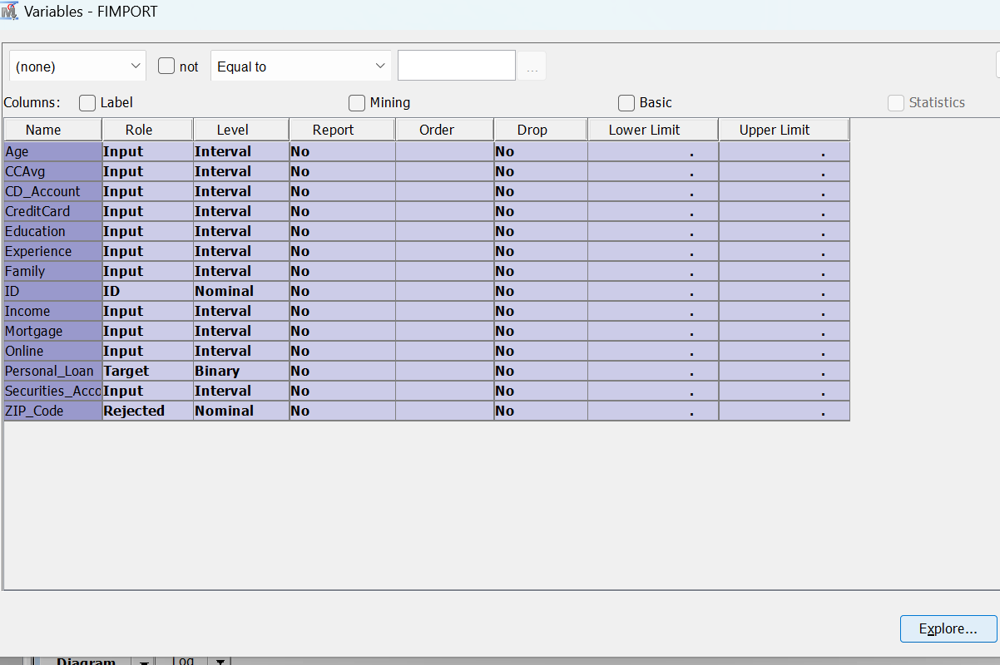 Variables - FIMPORT
(none) not Equal to ...
Columns: Label Mining Basic Statistics
Name Role Level Report Order Drop Lower Limit Upper Limit
Age Input Interval No No . .
CCAvg Input Interval No No . .
CD_Account Input Interval No No . .
CreditCard Input Interval No No . .
Education Input Interval No No . .
Experience Input Interval No No . .
Family Input Interval No No . .
ID ID Nominal No No . .
Income Input Interval No No . .
Mortgage Input Interval No No . .
Online Input Interval No No . .
Personal_Loan Target Binary No No . .
Securities_Acco Input Interval No No . .
ZIP_Code Rejected Nominal No No . .
Explore...
Diagram Log